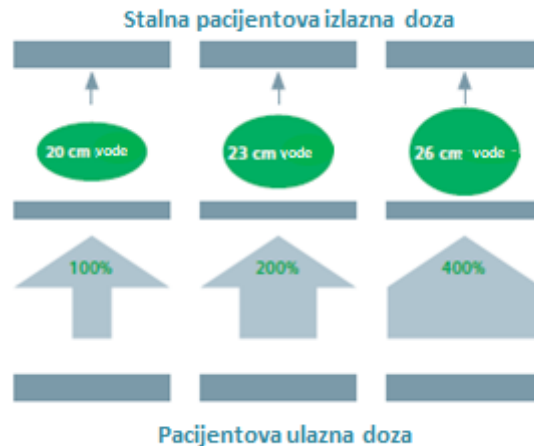 Stalna pacijentova izlazna doza
20 cm vode
23 cm vode
26 cm vode
100%
200%
400%
Pacijentova ulazna doza